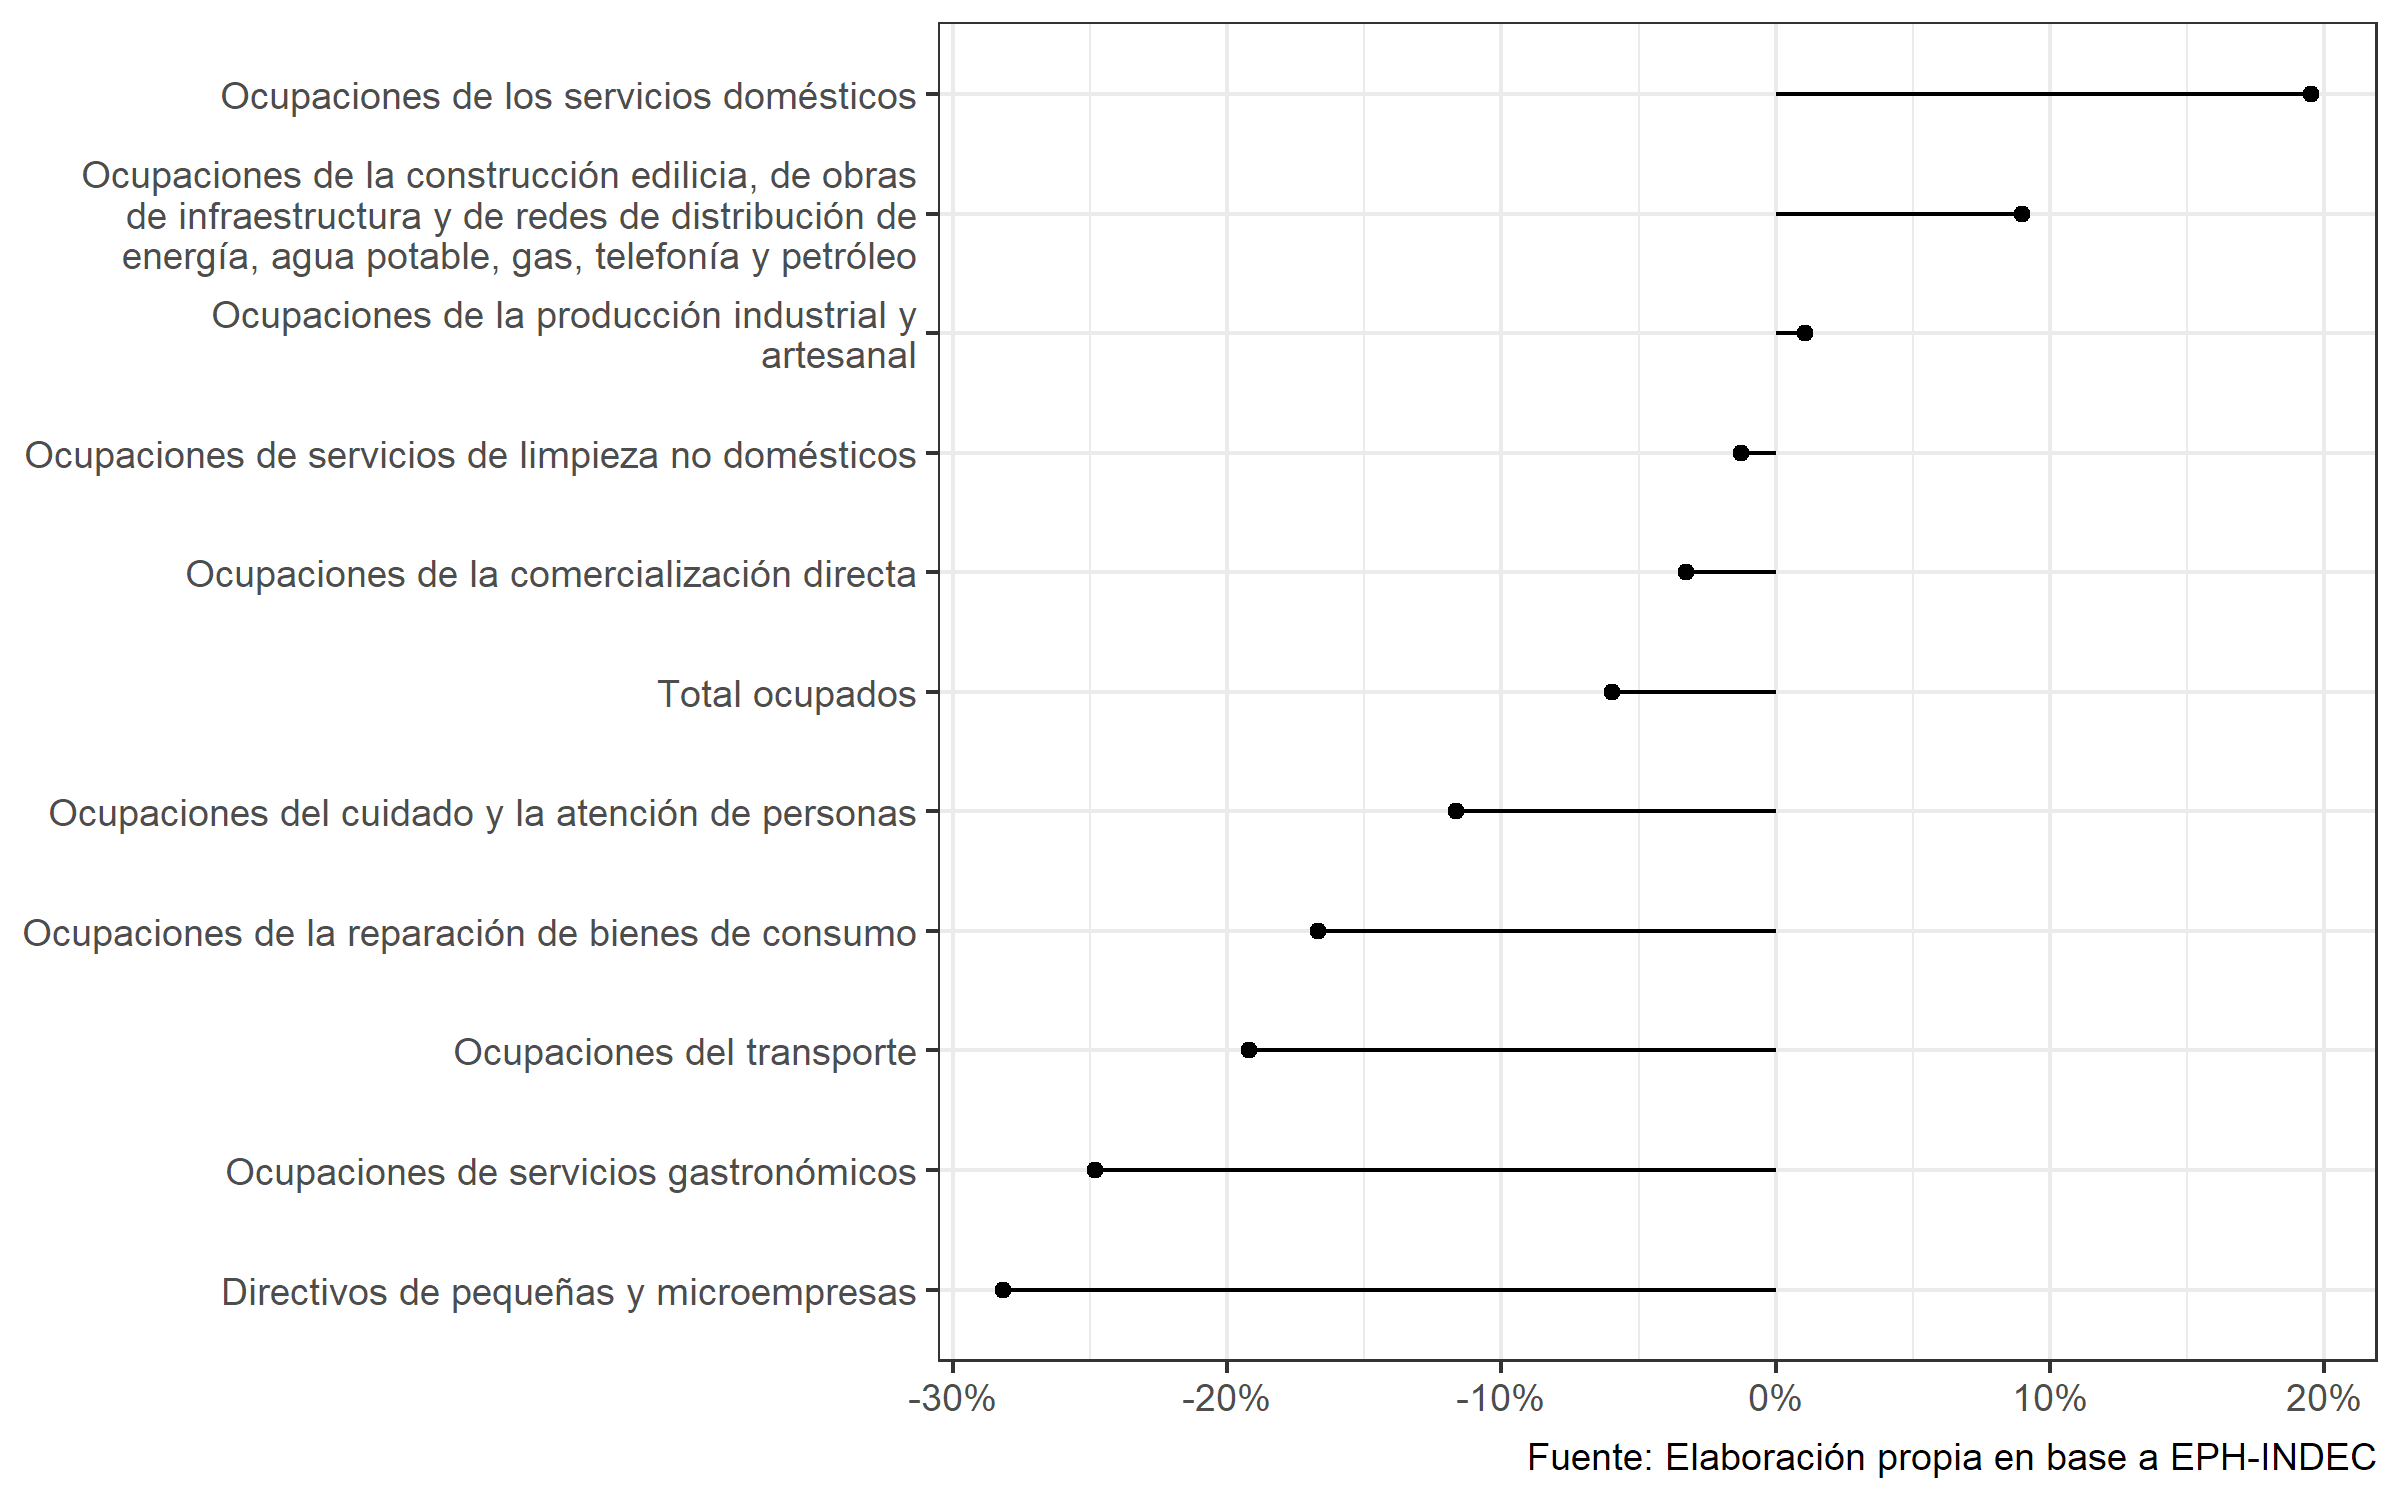 Ocupaciones de los servicios domésticos
Ocupaciones de la construcción edilicia, de obras
de infraestructura y de redes de distribución de
energía, agua potable, gas, telefonía y petróleo
Ocupaciones de la producción industrial y
artesanal
Ocupaciones de servicios de limpieza no domésticos
Ocupaciones de la comercialización directa
Total ocupados
Ocupaciones del cuidado y la atención de personas
Ocupaciones de la reparación de bienes de consumo
Ocupaciones del transporte
Ocupaciones de servicios gastronómicos
Directivos de pequeñas y microempresas
-30% -20% -10% 0% 10% 20%
Fuente: Elaboración propia en base a EPH-INDEC